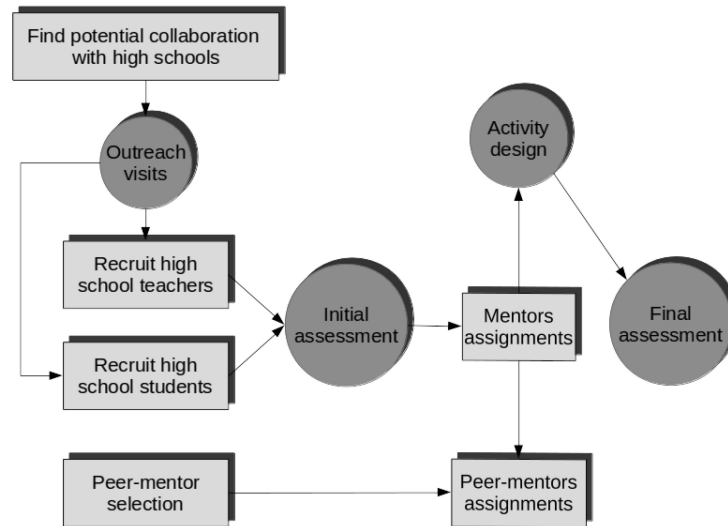 Find potential collaboration
with high schools
Outreach
visits
Recruit high
school teachers
Recruit high
school students
Peer-mentor
selection
Initial
assessment
Activity
design
Mentors
assignments
Final
assessment
Peer-mentors
assignments